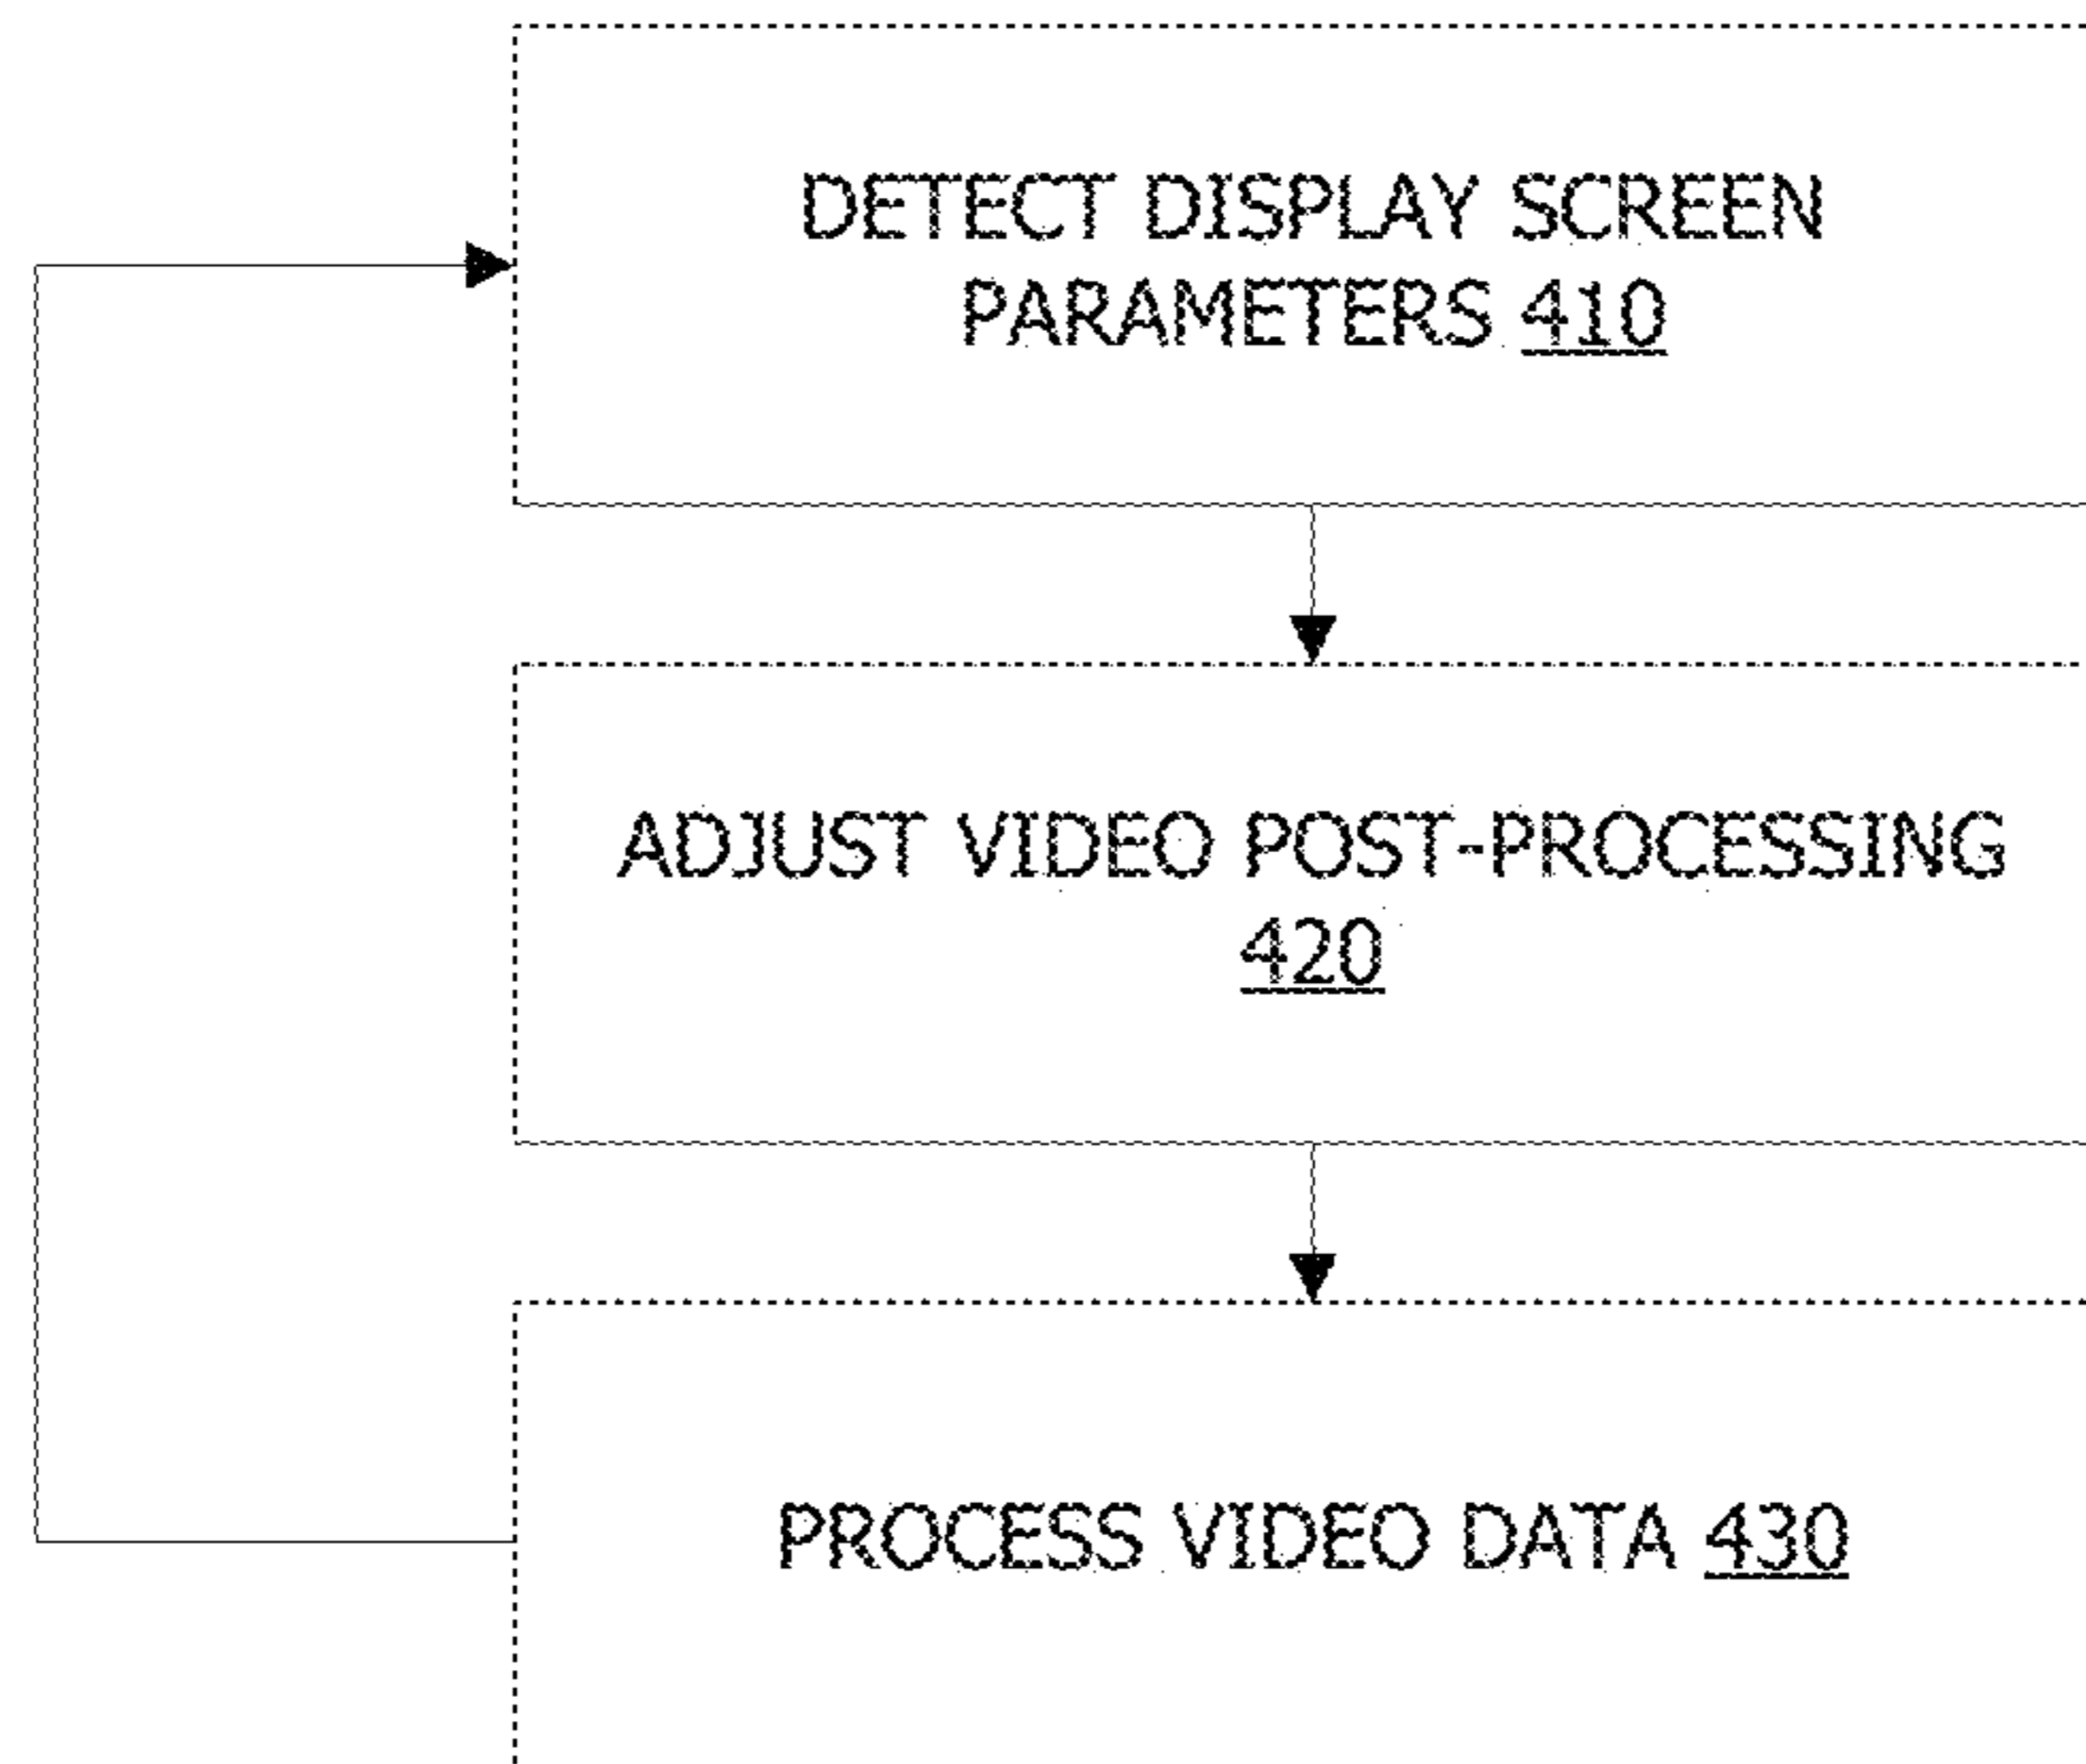 DETECT DISPLAY SCREEN
PARAMETERS 410
ADJUST VIDEO POST-PROCESSING
420
PROCESS VIDEO DATA 430